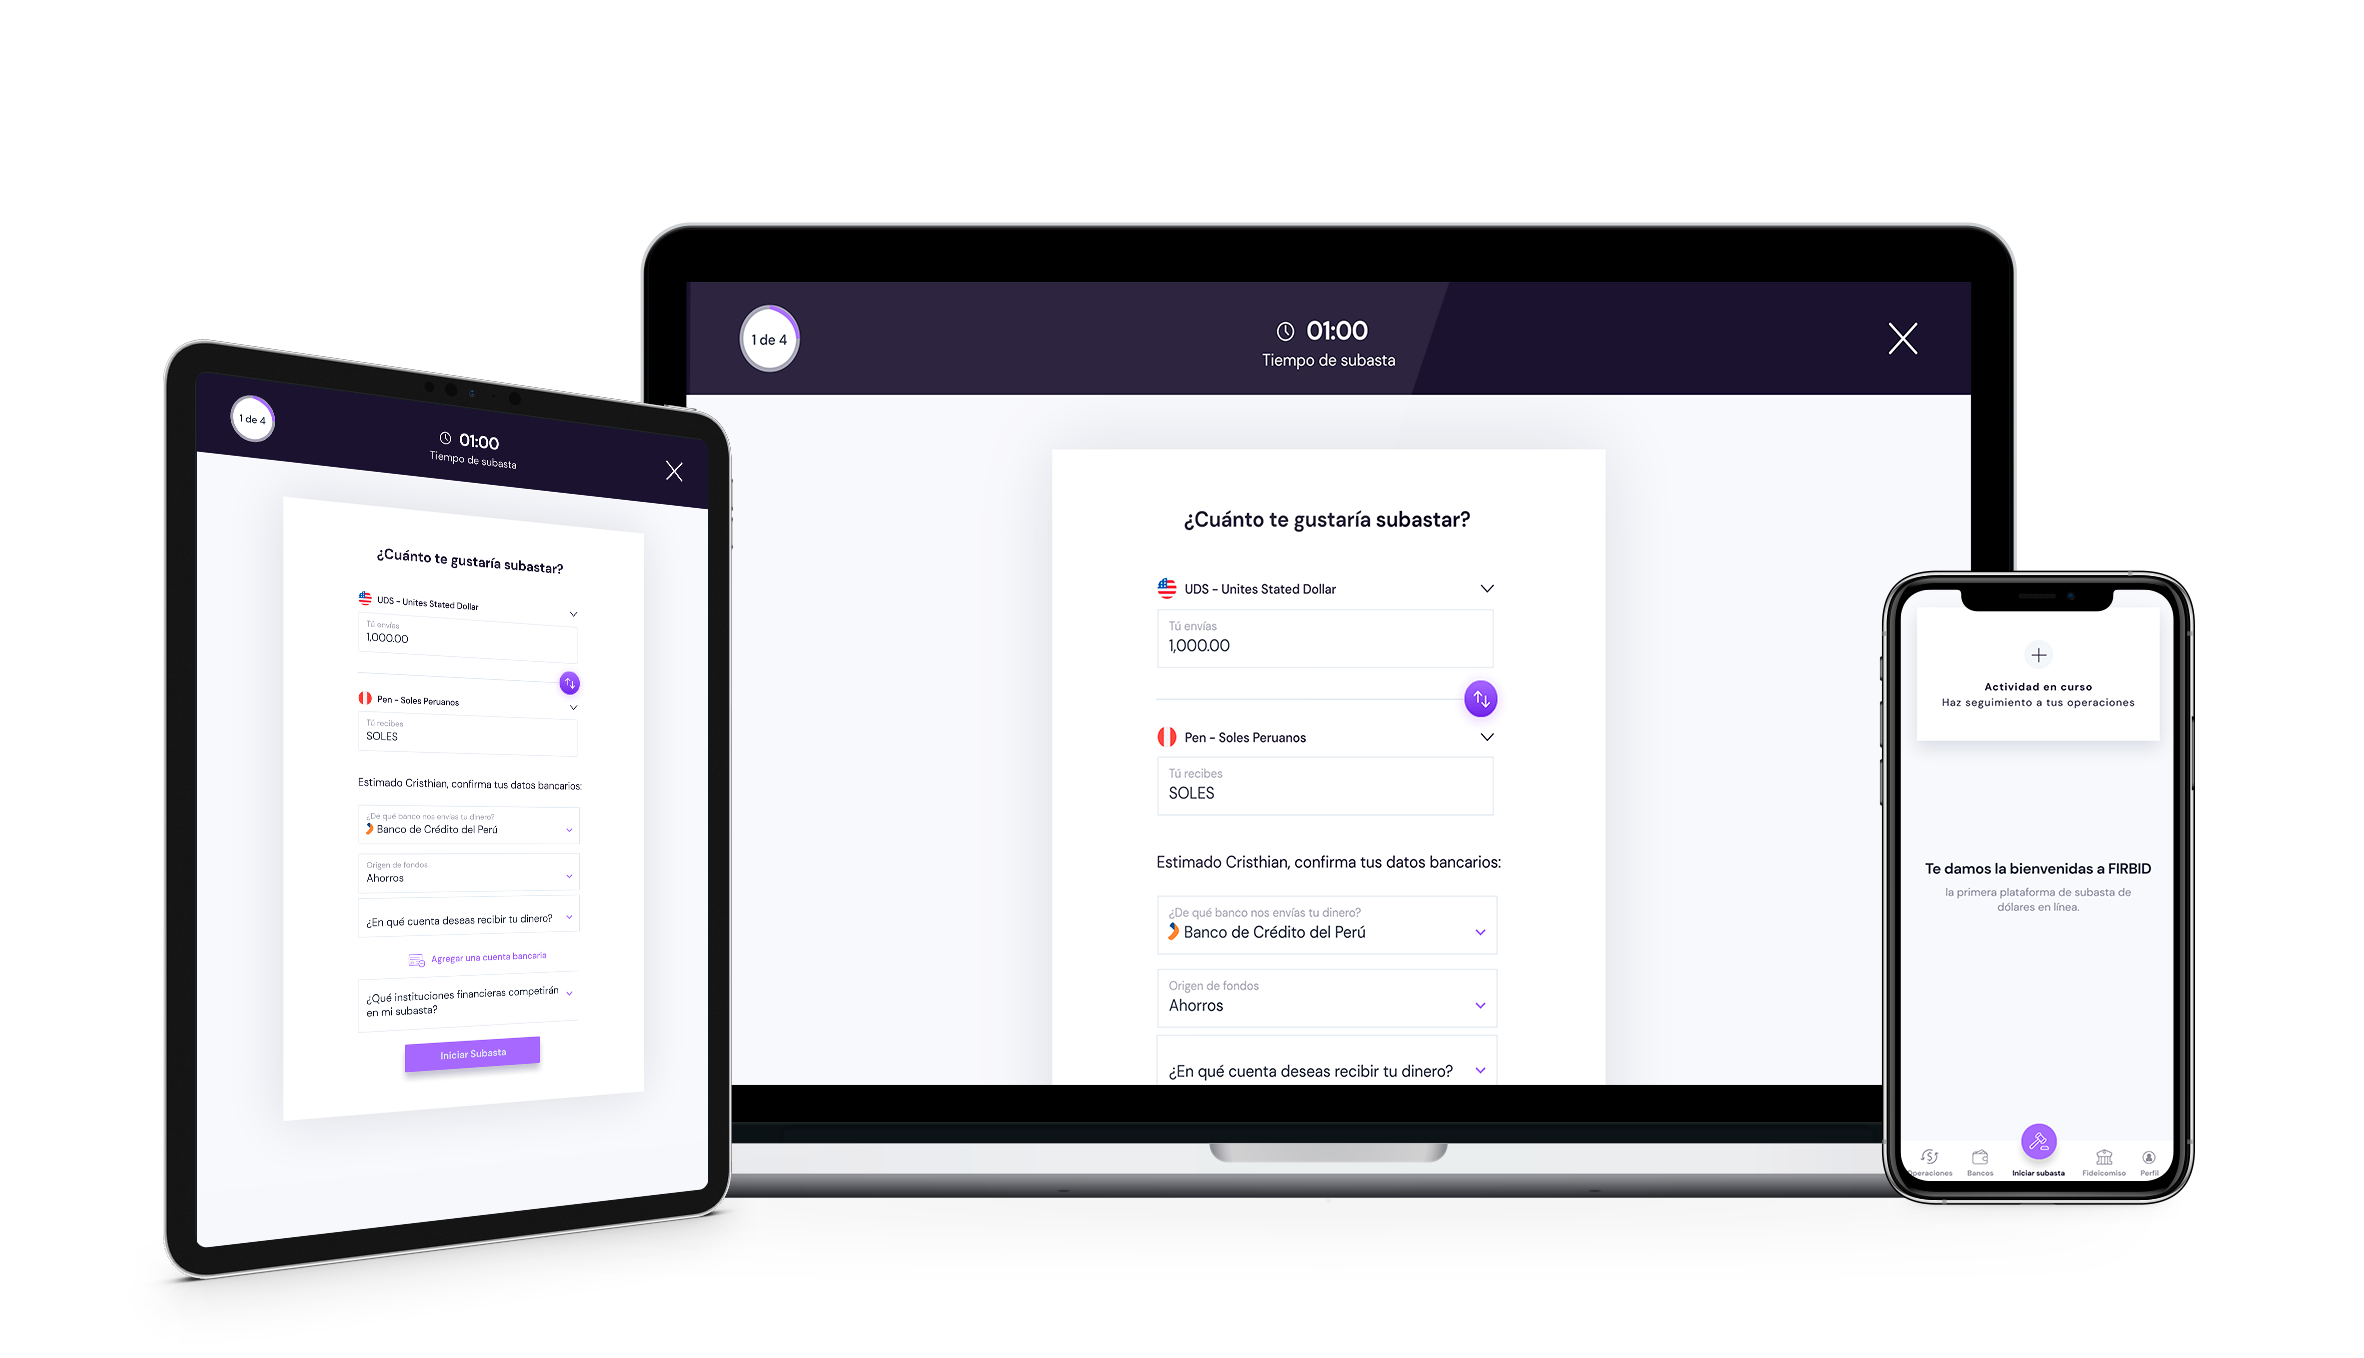 1 de 4
01:00
Tiempo de subasta
¿Cuánto te gustaría subastar?
UDS - Unites Stated Dollar
Tú envías
1,000.00
Pen - Soles Peruanos
Tú recibes
SOLES
Estimado Cristhian, confirma tus datos bancarios:
¿De qué banco nos envías tu dinero?
Banco de Crédito del Perú
Origen de fondos
Ahorros
¿En qué cuenta deseas recibir tu dinero?
Agregar una cuenta bancaria
¿Qué instituciones financieras competirán
en mi subasta?
Iniciar Subasta
1 de 4
01:00
Tiempo de subasta
¿Cuánto te gustaría subastar?
UDS - Unites Stated Dollar
Tú envías
1,000.00
Pen - Soles Peruanos
Tú recibes
SOLES
Estimado Cristhian, confirma tus datos bancarios:
¿De qué banco nos envías tu dinero?
Banco de Crédito del Perú
Origen de fondos
Ahorros
¿En qué cuenta deseas recibir tu dinero?
Actividad en curso
Haz seguimiento a tus operaciones
Te damos la bienvenidas a FIRBID
la primera plataforma de subasta de
dólares en línea.
Operaciones Bancos Iniciar subasta Fideicomiso Perfil